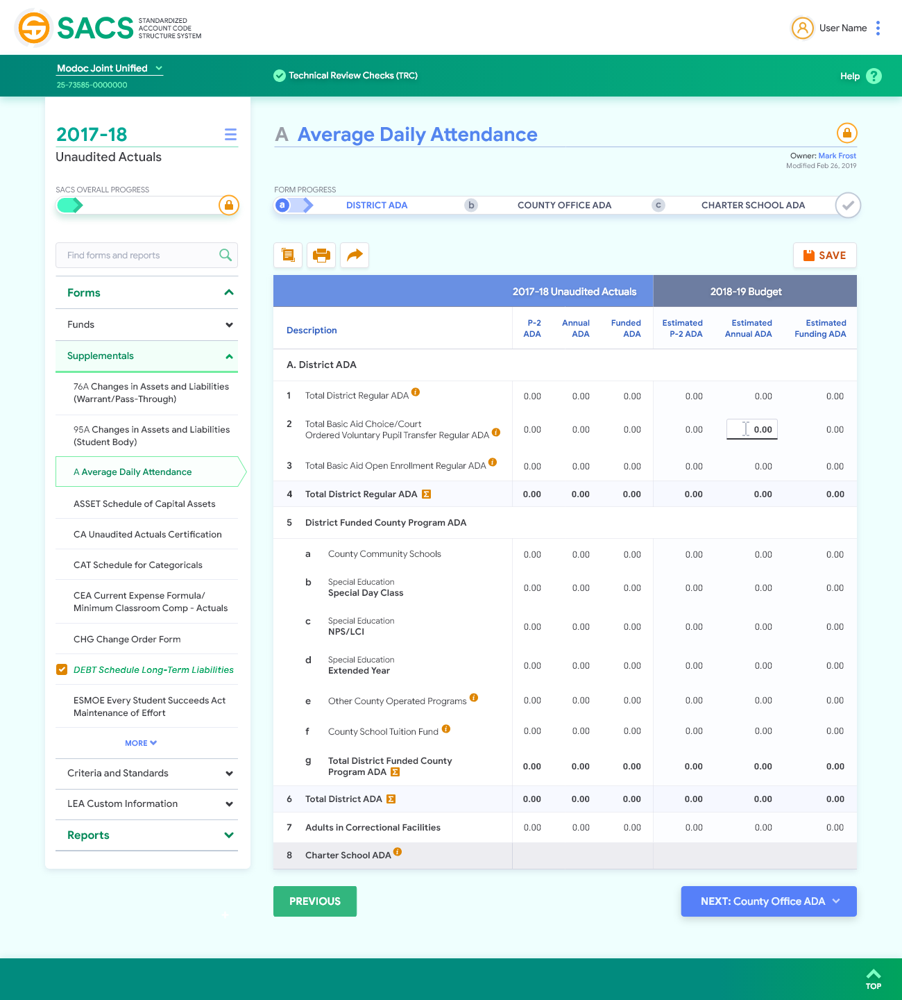 SACS
STANDARDIZED
ACCOUNT CODE
STRUCTURE SYSTEM
User Name
Modoc Joint Unified
25-73585-0000000
Technical Review Checks (TRC)
Help ?
2017-18
Unaudited Actuals
SACS OVERALL PROGRESS
Find forms and reports
Forms
Funds
Supplementals
76A Changes in Assets and Liabilities
(Warrant/Pass-Through)
95A Changes in Assets and Liabilities
(Student Body)
A Average Daily Attendance
ASSET Schedule of Capital Assets
CA Unaudited Actuals Certification
CAT Schedule for Categoricals
CEA Current Expense Formula/
Minimum Classroom Comp - Actuals
CHG Change Order Form
DEBT Schedule Long-Term Liabilities
ESMOE Every Student Succeeds Act
Maintenance of Effort
MORE
Criteria and Standards
LEA Custom Information
Reports
A Average Daily Attendance
Owner: Mark Frost
Modified Feb 26, 2019
FORM PROGRESS
a DISTRICT ADA b COUNTY OFFICE ADA c CHARTER SCHOOL ADA
SAVE
2017-18 Unaudited Actuals 2018-19 Budget
Description
P-2
ADA
Annual
ADA
Funded
ADA
Estimated
P-2 ADA
Estimated
Annual ADA
Estimated
Funding ADA
A. District ADA
1 Total District Regular ADA i 0.00 0.00 0.00 0.00 0.00 0.00
2 Total Basic Aid Choice/Court
Ordered Voluntary Pupil Transfer Regular ADA i 0.00 0.00 0.00 0.00 0.00 0.00
3 Total Basic Aid Open Enrollment Regular ADA i 0.00 0.00 0.00 0.00 0.00 0.00
4 Total District Regular ADA Σ 0.00 0.00 0.00 0.00 0.00 0.00
5 District Funded County Program ADA
a County Community Schools 0.00 0.00 0.00 0.00 0.00 0.00
b Special Education
Special Day Class 0.00 0.00 0.00 0.00 0.00 0.00
c Special Education
NPS/LCI 0.00 0.00 0.00 0.00 0.00 0.00
d Special Education
Extended Year 0.00 0.00 0.00 0.00 0.00 0.00
e Other County Operated Programs i 0.00 0.00 0.00 0.00 0.00 0.00
f County School Tuition Fund i 0.00 0.00 0.00 0.00 0.00 0.00
g Total District Funded County
Program ADA Σ 0.00 0.00 0.00 0.00 0.00 0.00
6 Total District ADA Σ 0.00 0.00 0.00 0.00 0.00 0.00
7 Adults in Correctional Facilities 0.00 0.00 0.00 0.00 0.00 0.00
8 Charter School ADA i
PREVIOUS
NEXT: County Office ADA
TOP